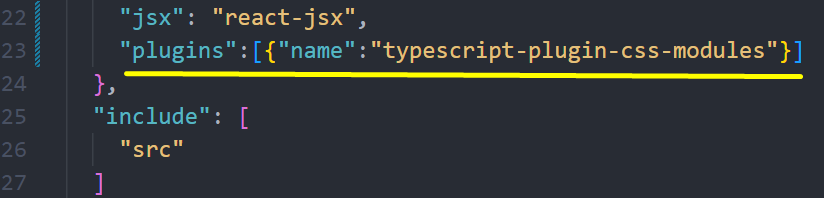 22 "jsx": "react-jsx",
23 "plugins":[{"name":"typescript-plugin-css-modules"}]
24 },
25 "include": [
26 "src"
27 ]